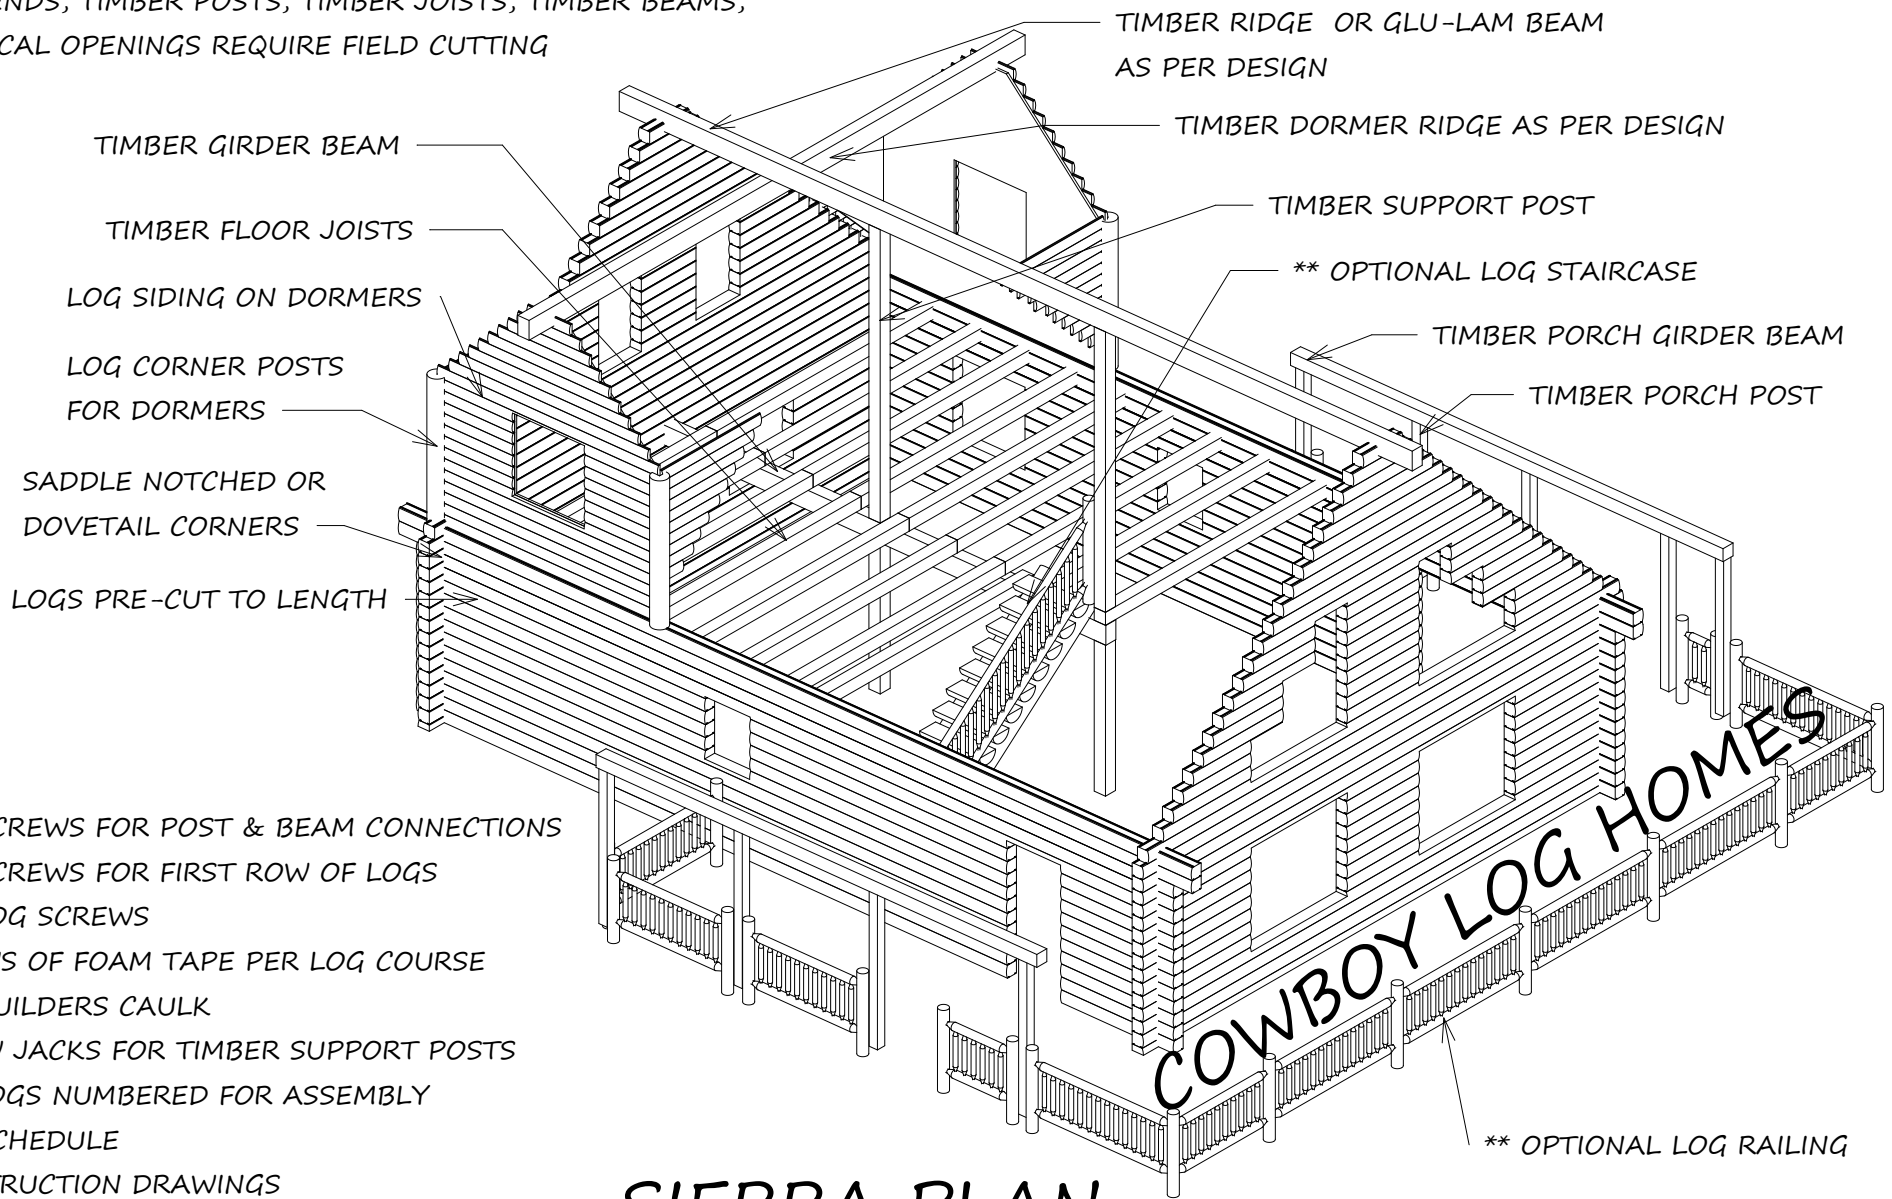 TIMBER POSTS, TIMBER JOISTS, TIMBER BEAMS,
OPENINGS REQUIRE FIELD CUTTING
TIMBER RIDGE OR GLU-LAM BEAM
AS PER DESIGN
TIMBER GIRDER BEAM
TIMBER DORMER RIDGE AS PER DESIGN
TIMBER FLOOR JOISTS
TIMBER SUPPORT POST
LOG SIDING ON DORMERS
** OPTIONAL LOG STAIRCASE
LOG CORNER POSTS
FOR DORMERS
TIMBER PORCH GIRDER BEAM
TIMBER PORCH POST
SADDLE NOTCHED OR
DOVETAIL CORNERS
LOGS PRE-CUT TO LENGTH
CREWS FOR POST & BEAM CONNECTIONS
CREWS FOR FIRST ROW OF LOGS
OG SCREWS
S OF FOAM TAPE PER LOG COURSE
UILDERS CAULK
JACKS FOR TIMBER SUPPORT POSTS
OGS NUMBERED FOR ASSEMBLY
CHEDULE
TRUCTION DRAWINGS
COWBOY LOG HOMES
** OPTIONAL LOG RAILING
SIERRA PLAN